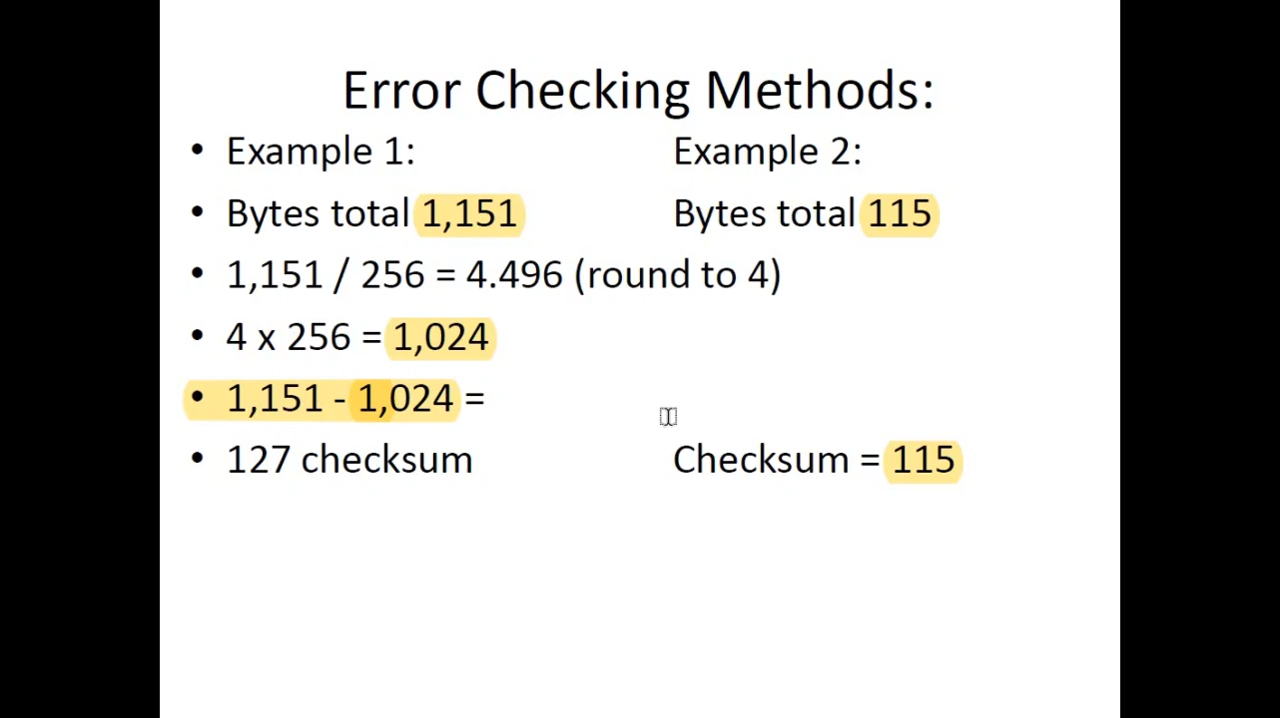 Error Checking Methods:
• Example 1: Example 2:
• Bytes total 1,151 Bytes total 115
• 1,151 / 256 = 4.496 (round to 4)
• 4 x 256 = 1,024
• 1,151 - 1,024 =
• 127 checksum Checksum = 115